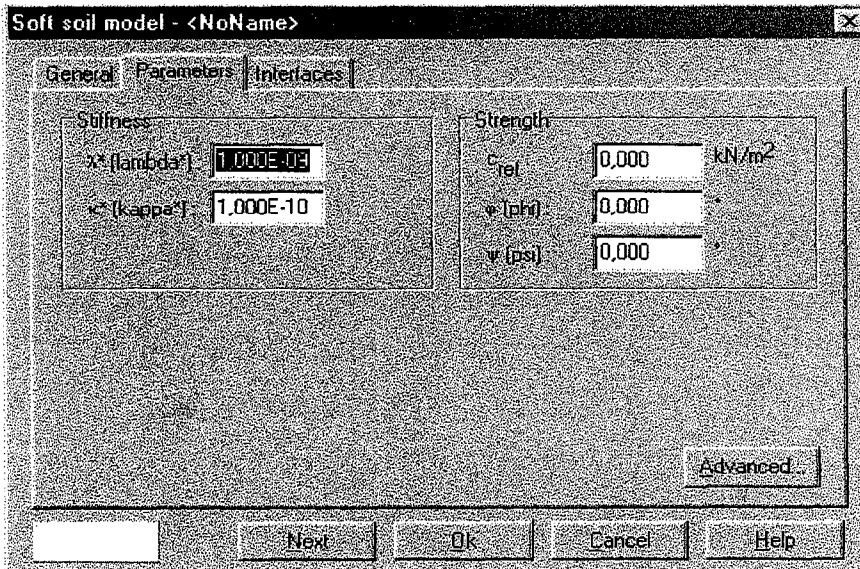 Soft soil model - <NoName>
General Parameters Interfaces
Stiffness
λ* (lambda*) : 1,000E-09
κ* (kappa*) : 1,000E-10
Strength
c ref : 0,000 kN/m2
φ (phi) : 0,000 °
ψ (psi) : 0,000 °
Advanced...
Next Ok Cancel Help